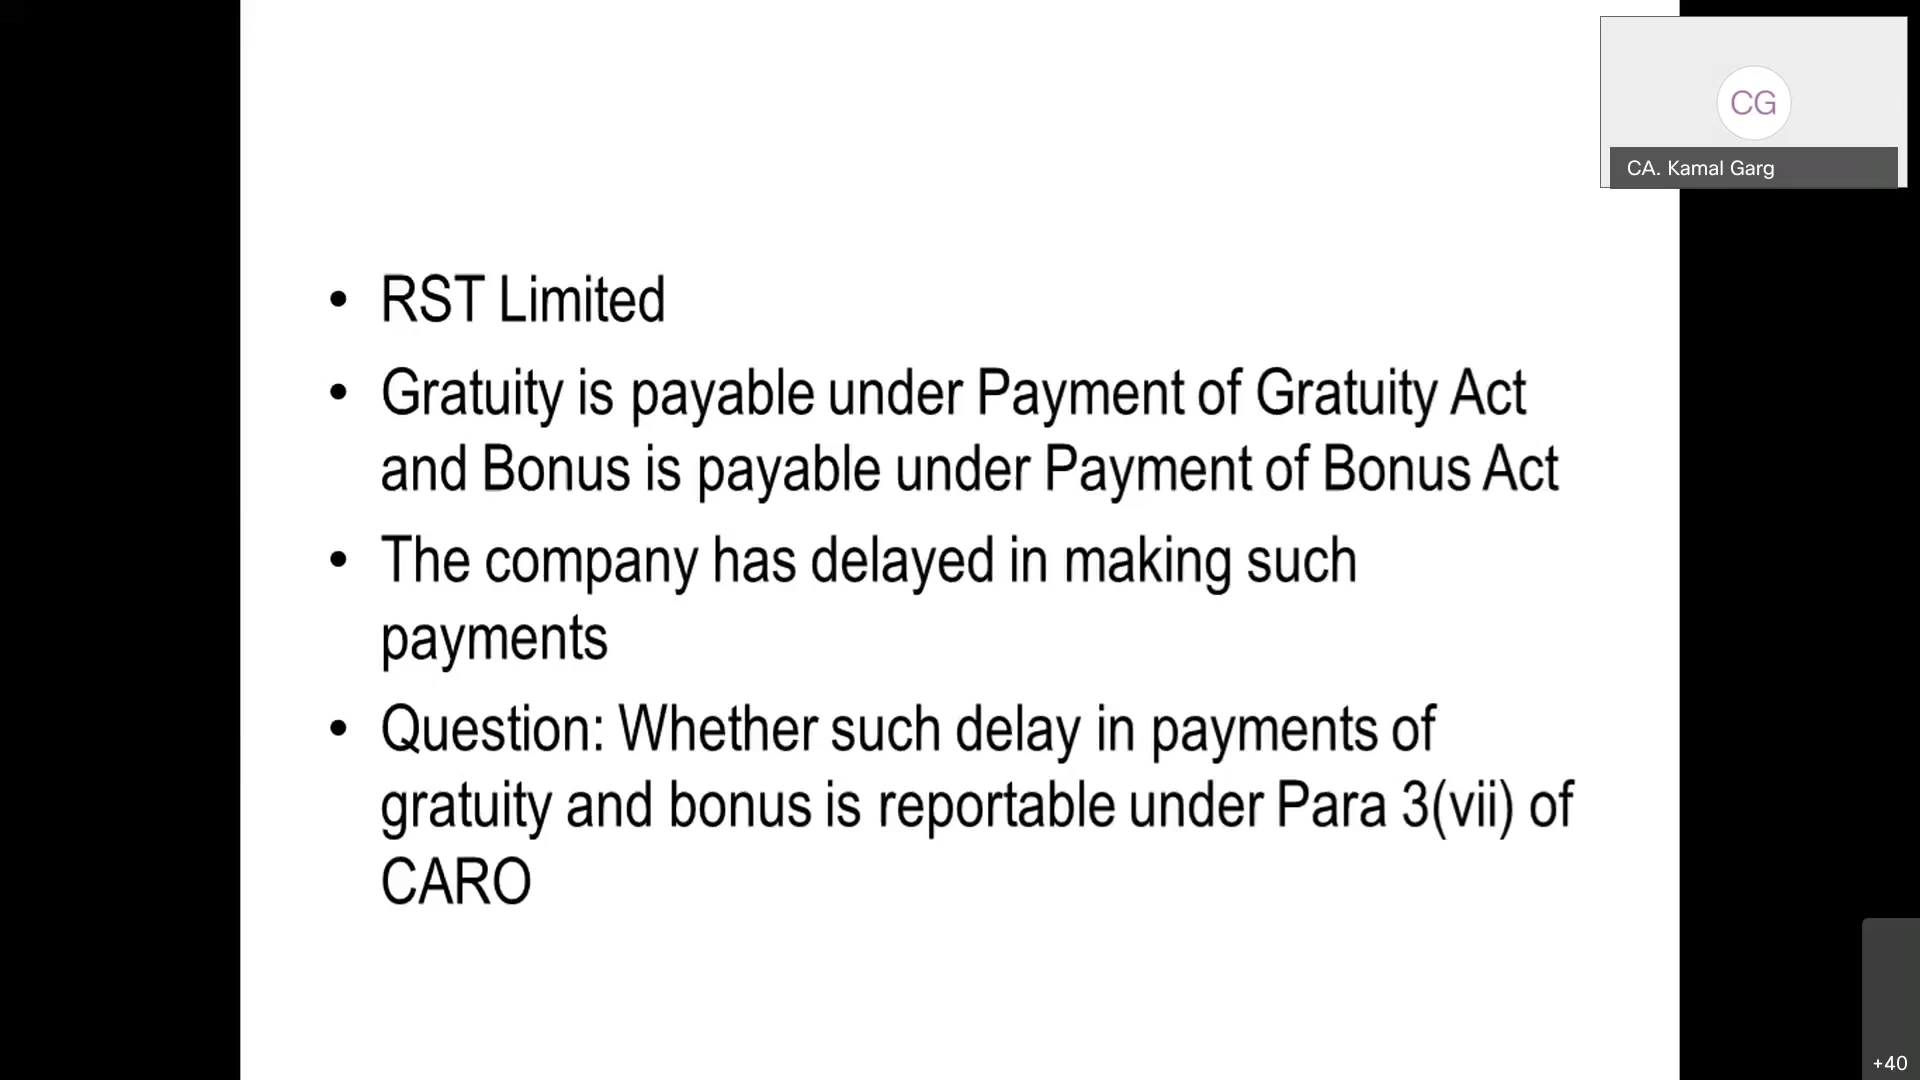 CG
CA. Kamal Garg
• RST Limited
• Gratuity is payable under Payment of Gratuity Act
and Bonus is payable under Payment of Bonus Act
• The company has delayed in making such
payments
• Question: Whether such delay in payments of
gratuity and bonus is reportable under Para 3(vii) of
CARO
+40